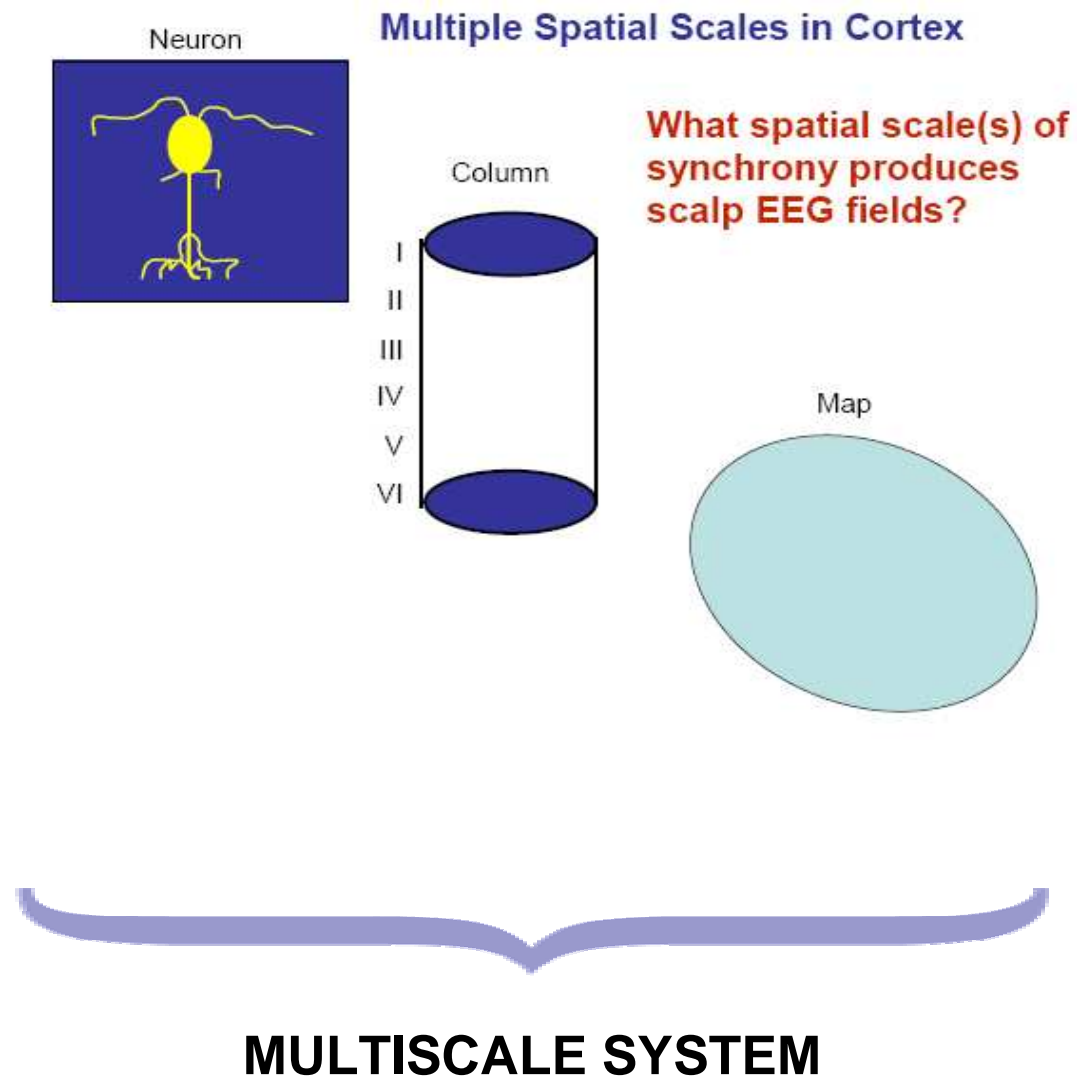 Multiple Spatial Scales in Cortex
Neuron
What spatial scale(s) of
synchrony produces
scalp EEG fields?
Column
I
II
III
IV
V
VI
Map
MULTISCALE SYSTEM